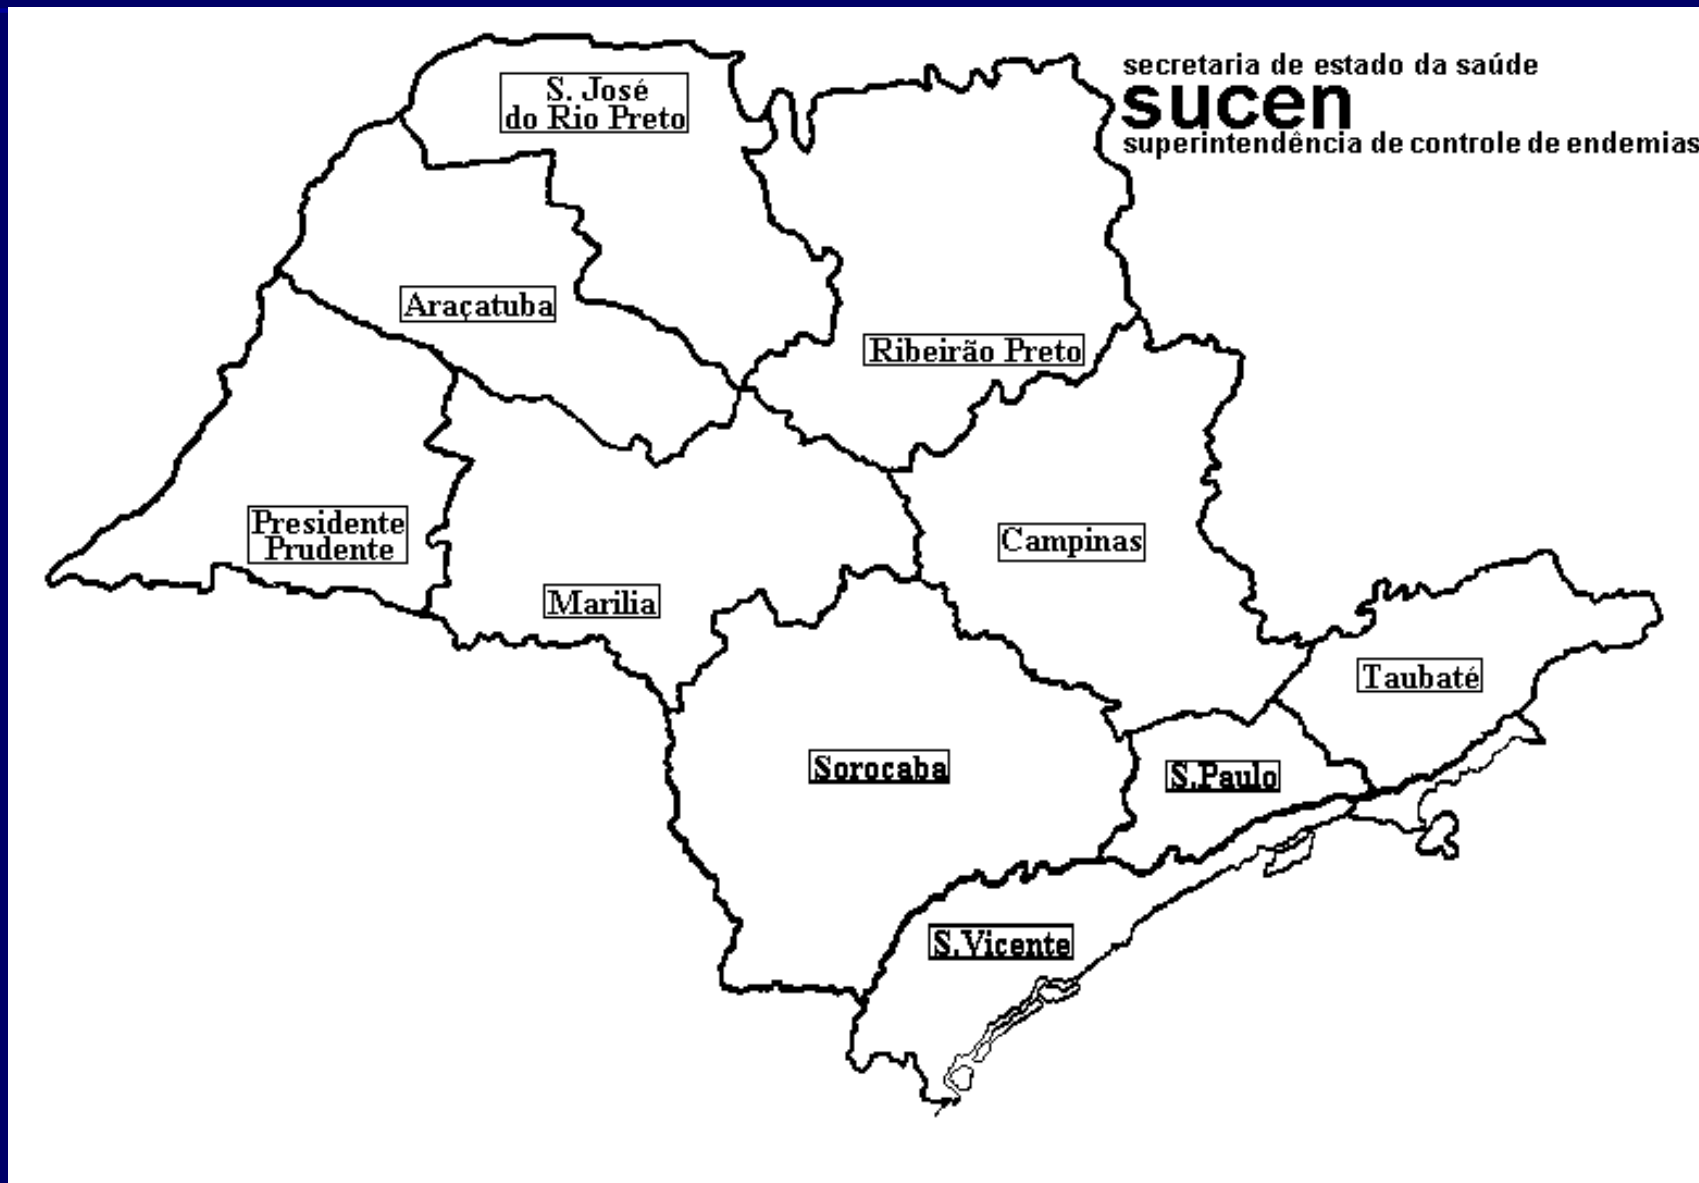 secretaria de estado da saúde
sucen
superintendência de controle de endemias
S. José
do Rio Preto
Araçatuba
Ribeirão Preto
Presidente
Prudente
Campinas
Marilia
Taubaté
Sorocaba
S.Paulo
S.Vicente